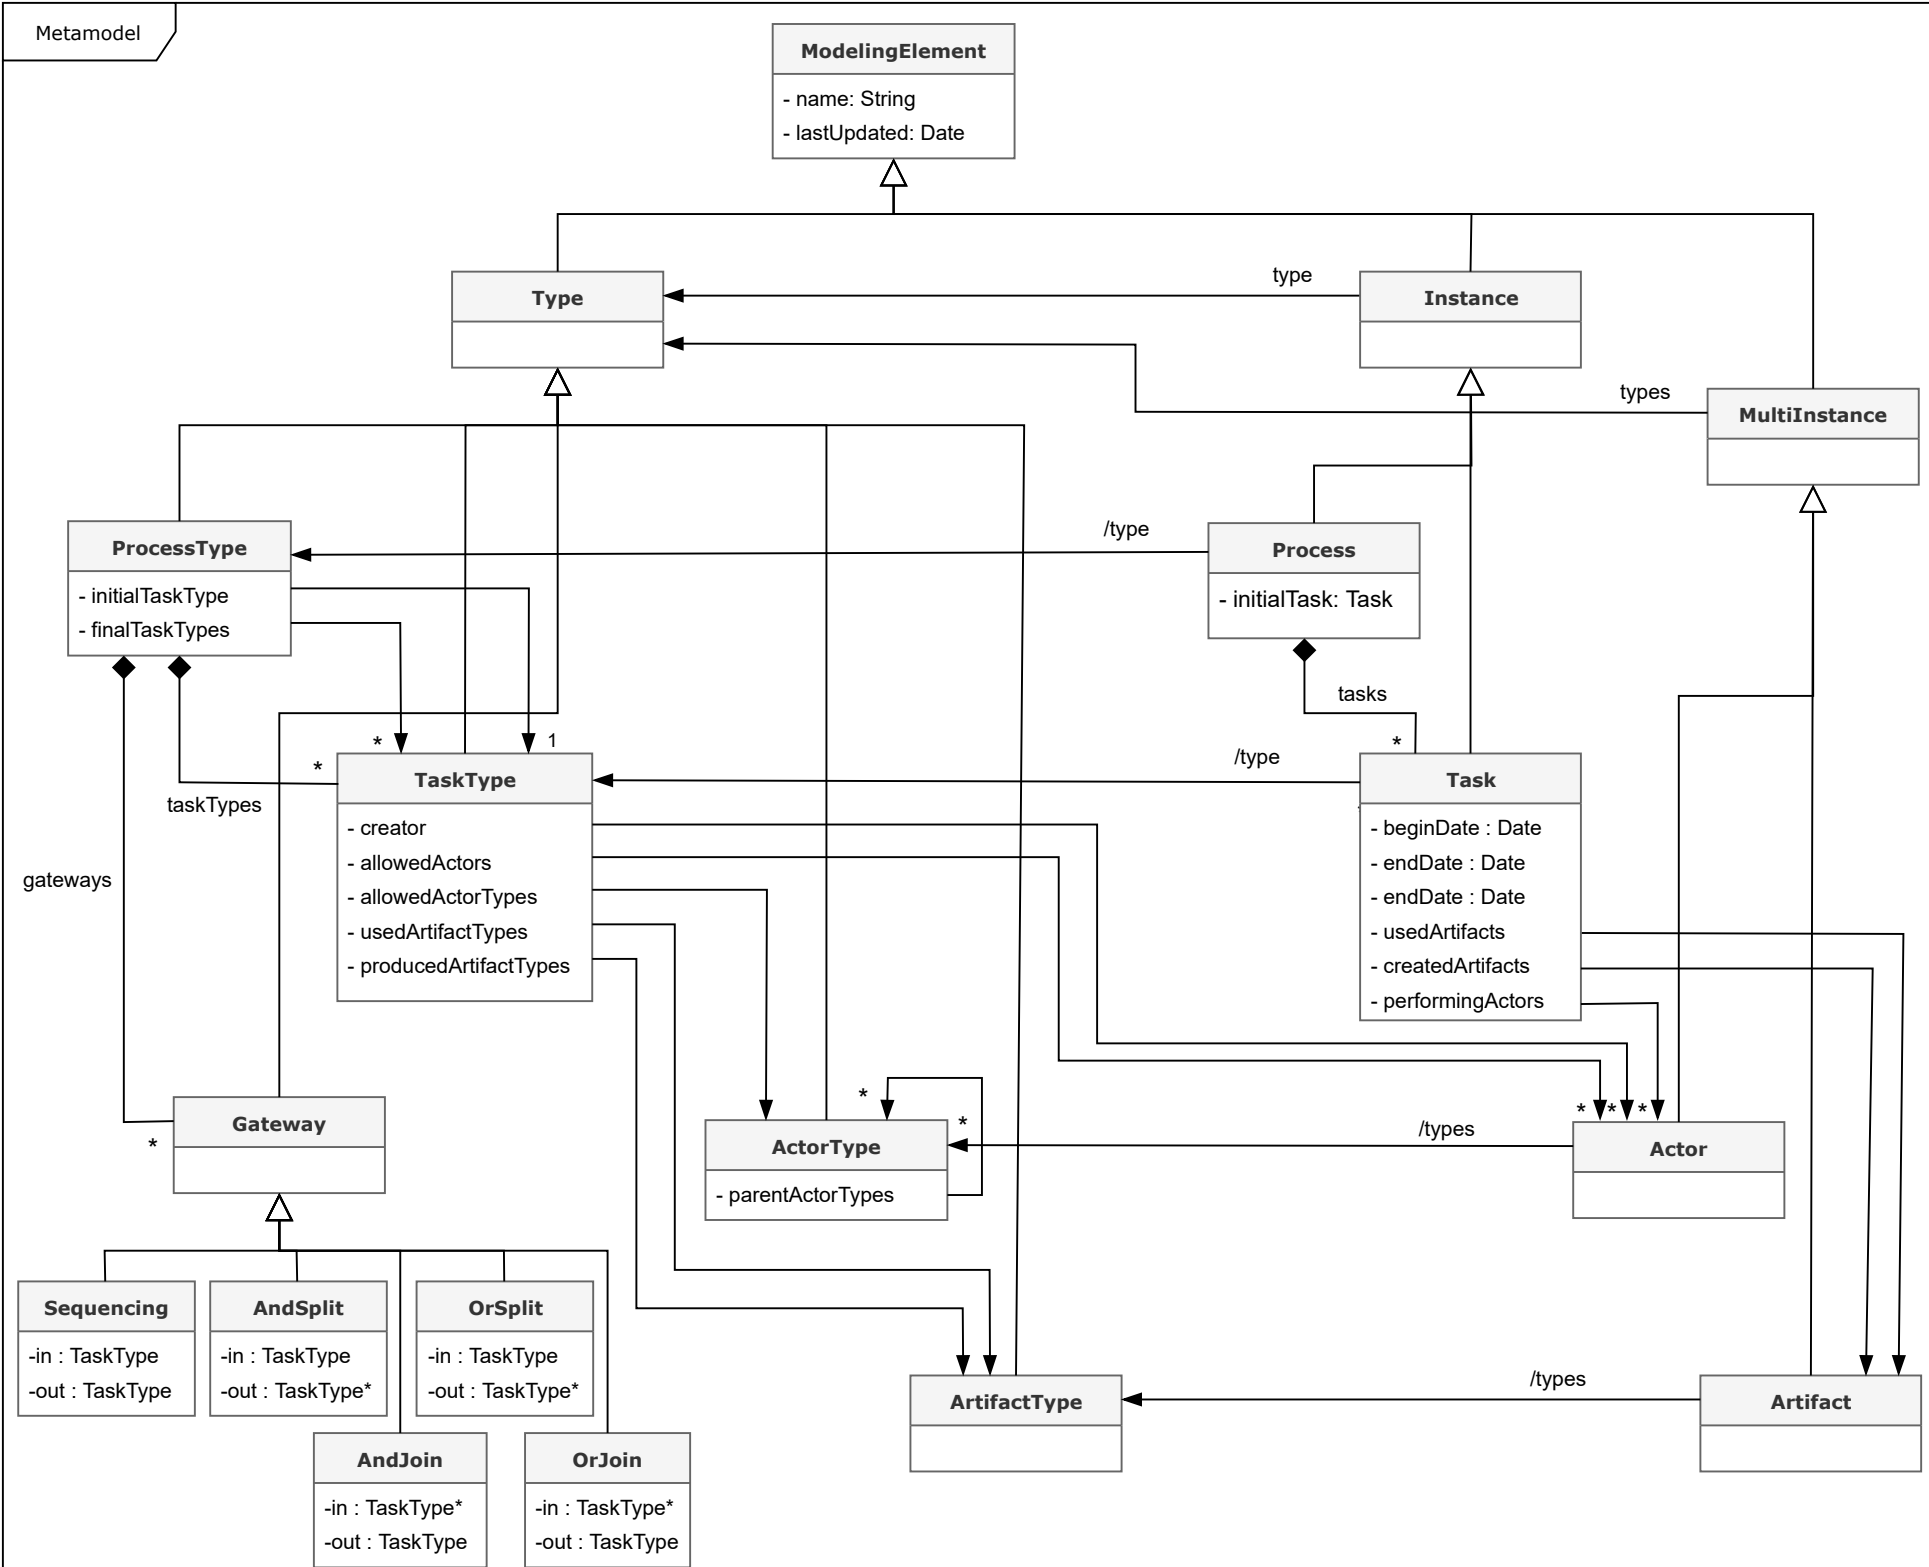 Metamodel
ModelingElement
- name: String
- lastUpdated: Date
Type
type
Instance
types
MultiInstance
ProcessType
- initialTaskType
- finalTaskTypes
/type
Process
- initialTask: Task
tasks
*
*
1
*
taskTypes
gateways
*
TaskType
- creator
- allowedActors
- allowedActorTypes
- usedArtifactTypes
- producedArtifactTypes
/type
Task
- beginDate : Date
- endDate : Date
- endDate : Date
- usedArtifacts
- createdArtifacts
- performingActors
Gateway
*
*
ActorType
- parentActorTypes
/types
* * *
Actor
Sequencing
-in : TaskType
-out : TaskType
AndSplit
-in : TaskType
-out : TaskType*
OrSplit
-in : TaskType
-out : TaskType*
AndJoin
-in : TaskType*
-out : TaskType
OrJoin
-in : TaskType*
-out : TaskType
ArtifactType
/types
Artifact